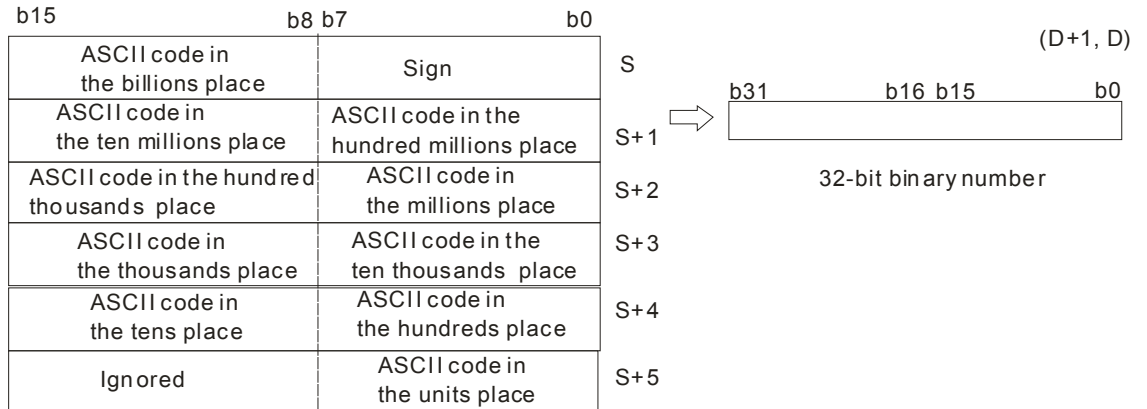 b15 b8 b7 b0
(D+1, D)
ASCII code in
the billions place
Sign
S
b31 b16 b15 b0
ASCII code in
the ten millions place
ASCII code in the
hundred millions place
S+1
ASCII code in the hundred
thousands place
ASCII code in
the millions place
S+2
32-bit binary number
ASCII code in
the thousands place
ASCII code in the
ten thousands place
S+3
ASCII code in
the tens place
ASCII code in
the hundreds place
S+4
Ignored
ASCII code in
the units place
S+5